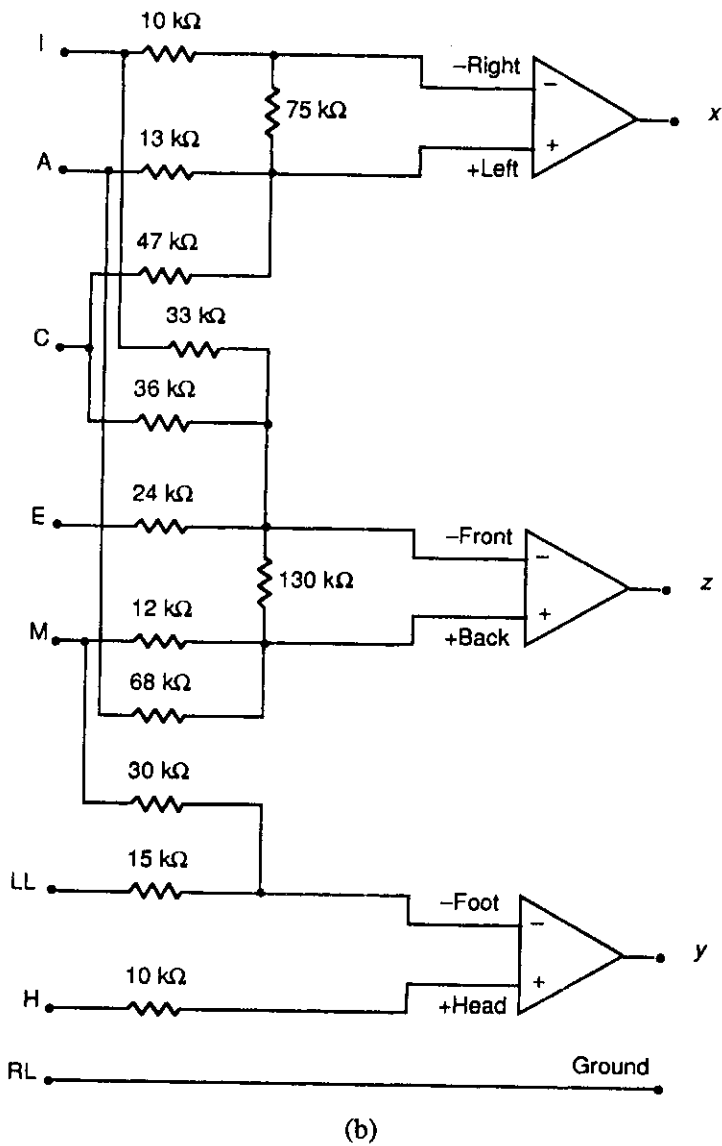 10 kΩ
I
−Right
−
x
75 kΩ
13 kΩ
A
+
+Left
47 kΩ
33 kΩ
C
36 kΩ
24 kΩ
E
−Front
−
130 kΩ
z
12 kΩ
M
+
+Back
68 kΩ
30 kΩ
15 kΩ
LL
−Foot
−
y
10 kΩ
+
H
+Head
RL
Ground
(b)